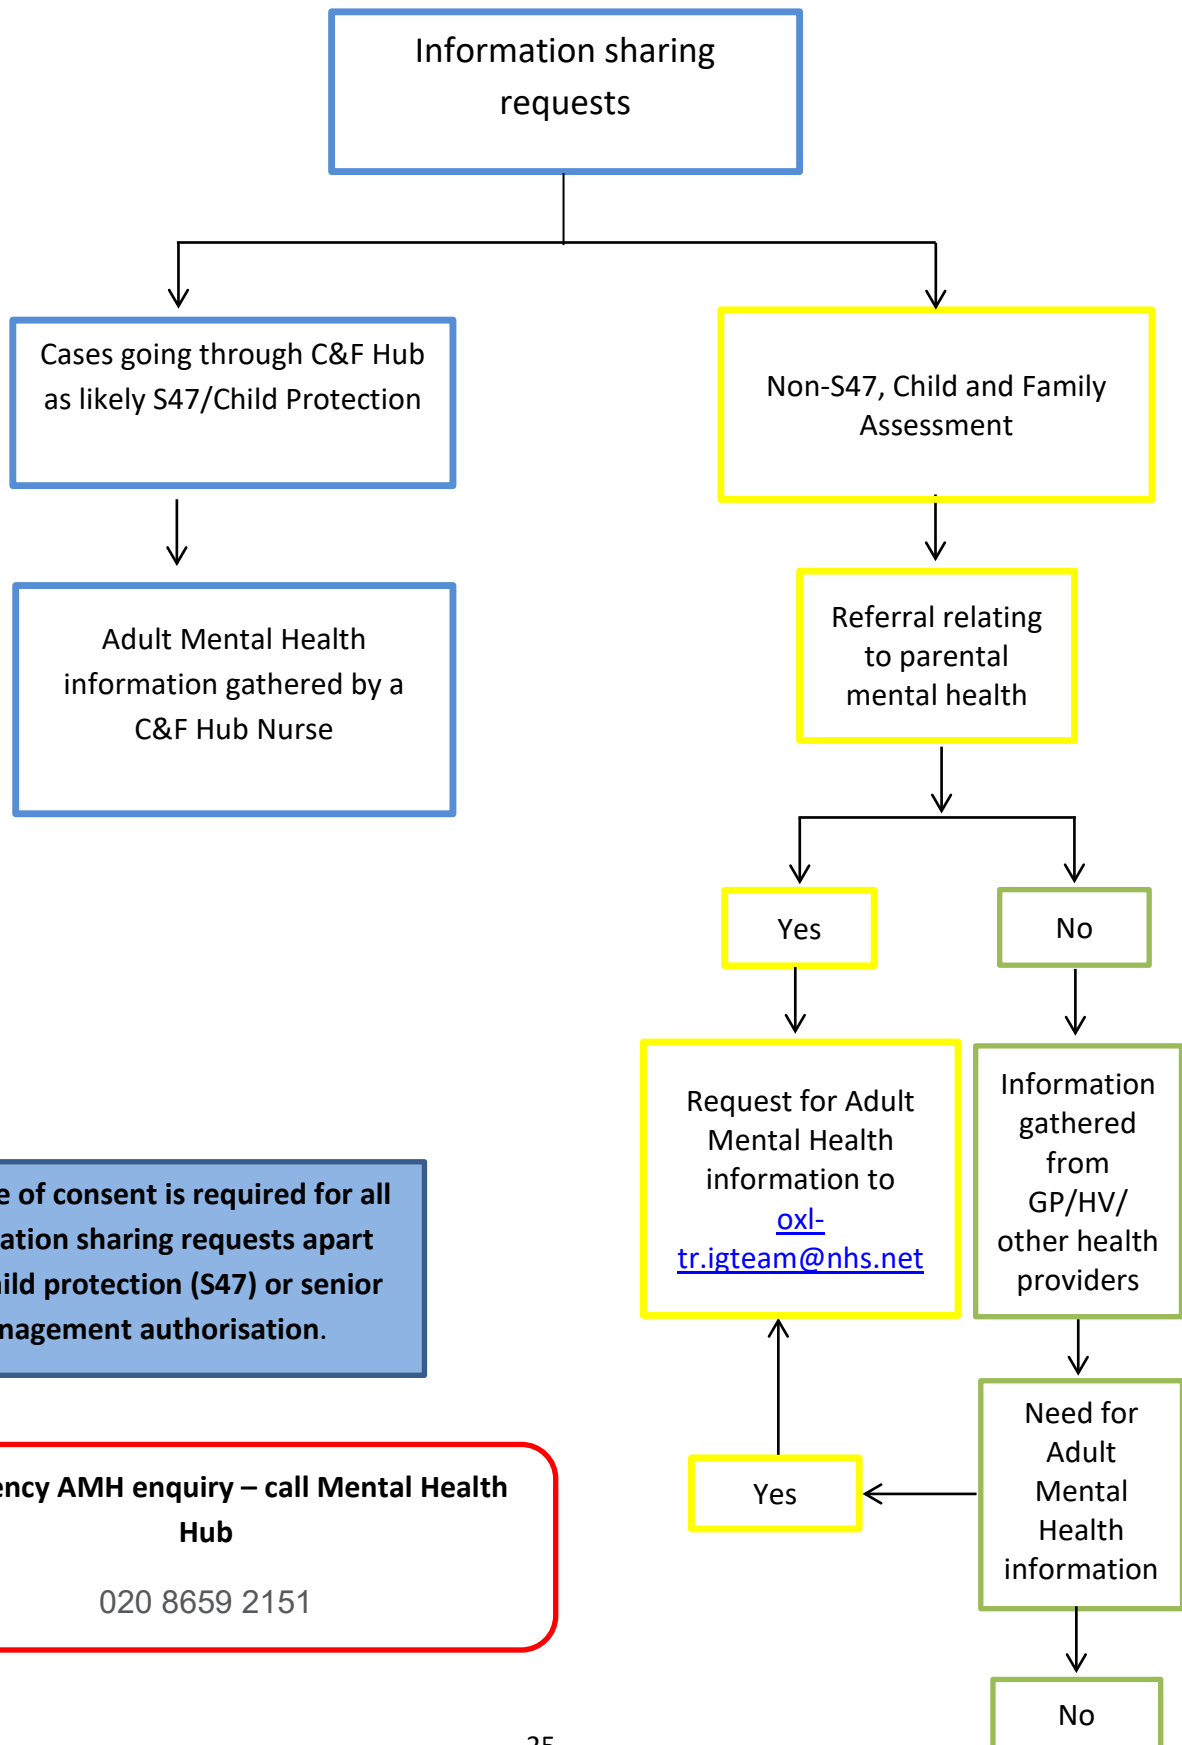 Information sharing
requests
Cases going through C&F Hub
as likely S47/Child Protection
Non-S47, Child and Family
Assessment
Adult Mental Health
information gathered by a
C&F Hub Nurse
Referral relating
to parental
mental health
Yes
No
Request for Adult
Mental Health
information to
oxl-
tr.igteam@nhs.net
Information
gathered
from
GP/HV/
other health
providers
of consent is required for all
sharing requests apart
protection (S47) or senior
authorisation.
Need for
Adult
Mental
Health
information
Yes
AMH enquiry – call Mental Health
Hub
020 8659 2151
No